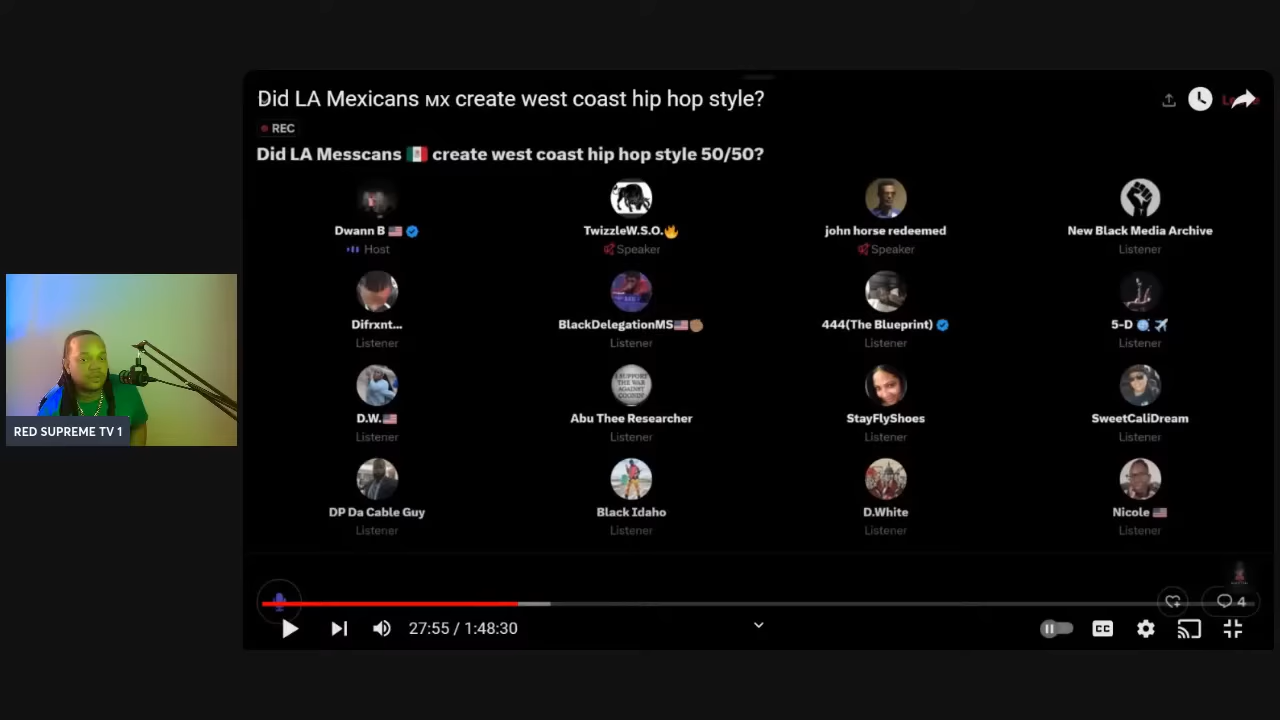 Did LA Mexicans MX create west coast hip hop style?
REC
Did LA Messcans 🇲🇽 create west coast hip hop style 50/50?
Dwann B 🇺🇸 TwizzleW.S.O.🔥 john horse redeemed New Black Media Archive
Host Speaker Speaker Listener
Difrxnt... BlackDelegationMS🇺🇸✊🏾 444(The Blueprint) 5-D
Listener Listener Listener Listener
I SUPPORT
THE WAR
AGAINST
D.W.🇺🇸 Abu Thee Researcher StayFlyShoes SweetCaliDream
Listener Listener Listener Listener
DP Da Cable Guy Black Idaho D.White Nicole 🇺🇸
Listener Listener Listener Listener
RED SUPREME TV 1
4
27:55 / 1:48:30
CC